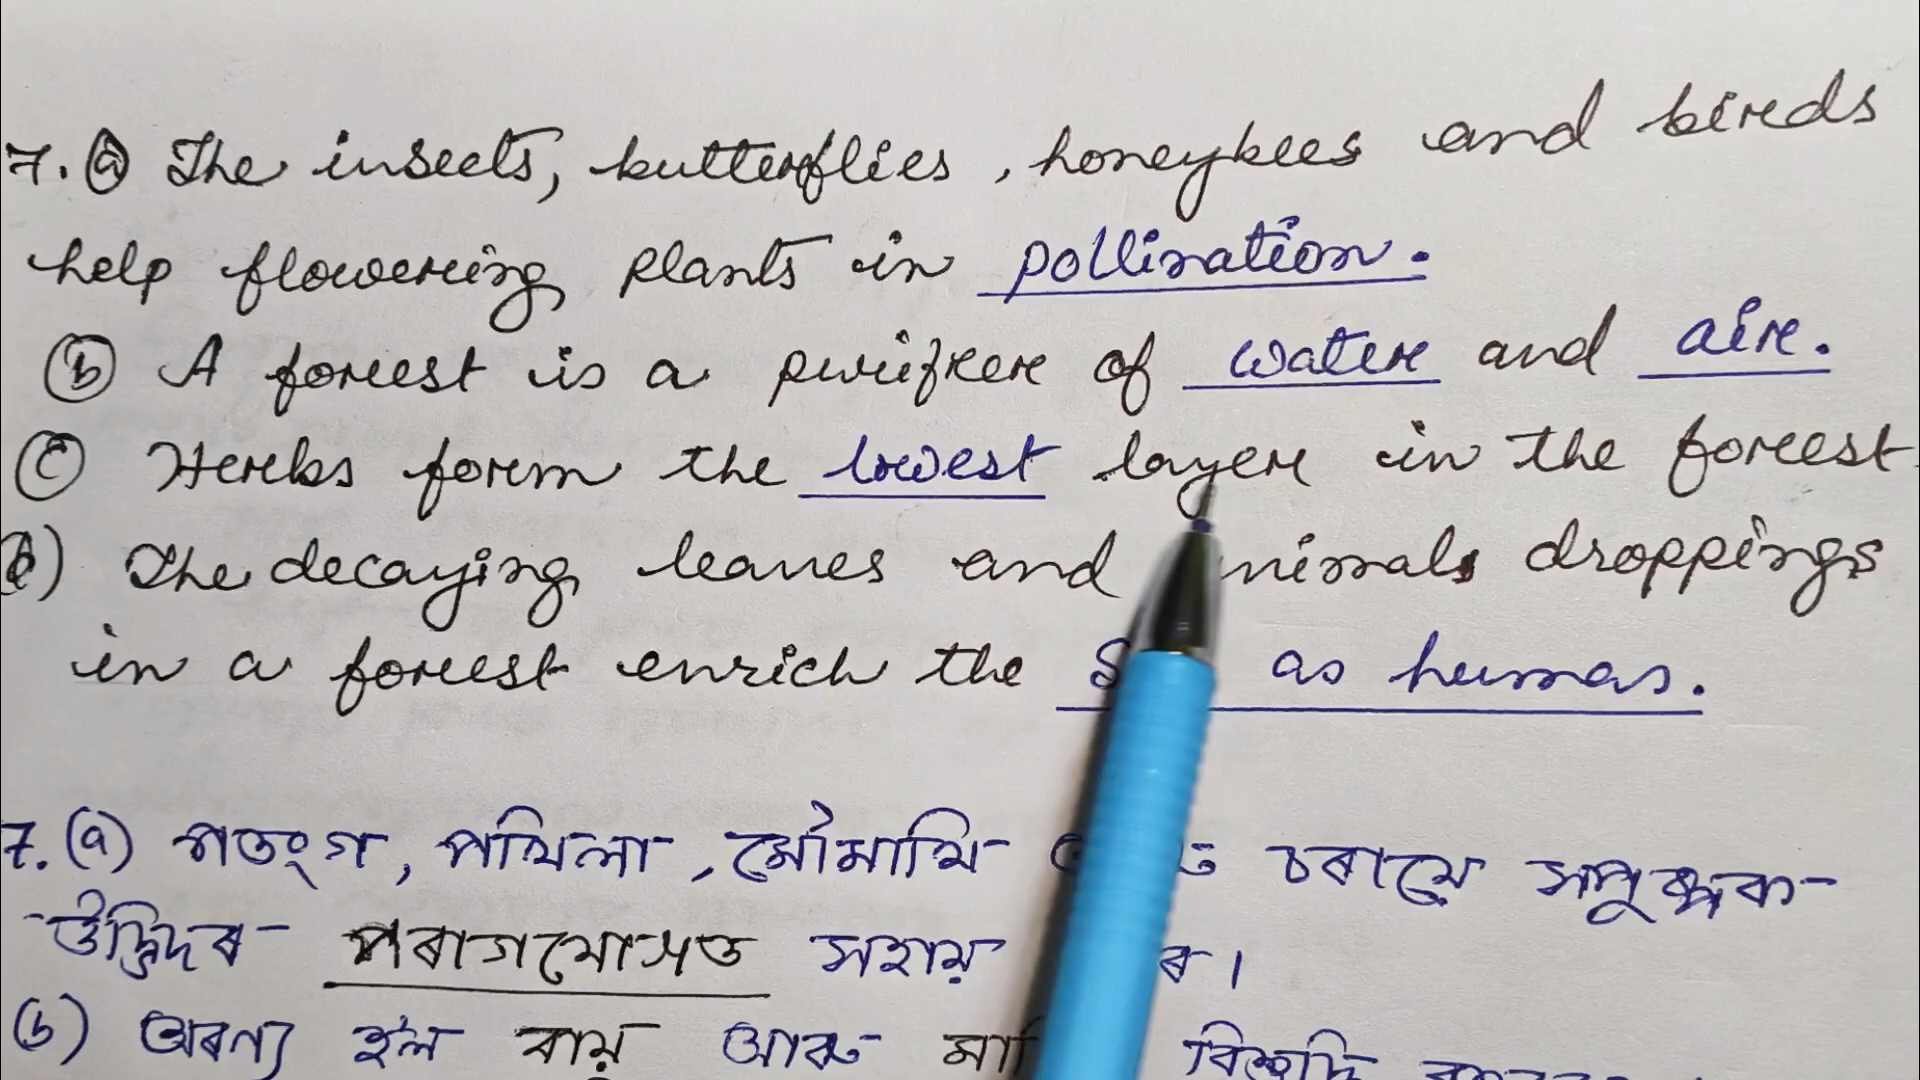 7. (a) The insects, butterflies, honeybees and birds
help flowering plants in pollination.
(b) A forest is a purifier of water and air.
(c) Herbs form the lowest layer in the forest
The decaying leaves and animals droppings
in a forest enrich the as humas.
7. (a) পতংগ, পখিলা, মৌমাখি চৰায়ে সপুষ্পক
উদ্ভিদৰ পৰাগযোগত সহায়
(b) অৰণ্য হ'ল বায়ু আৰু